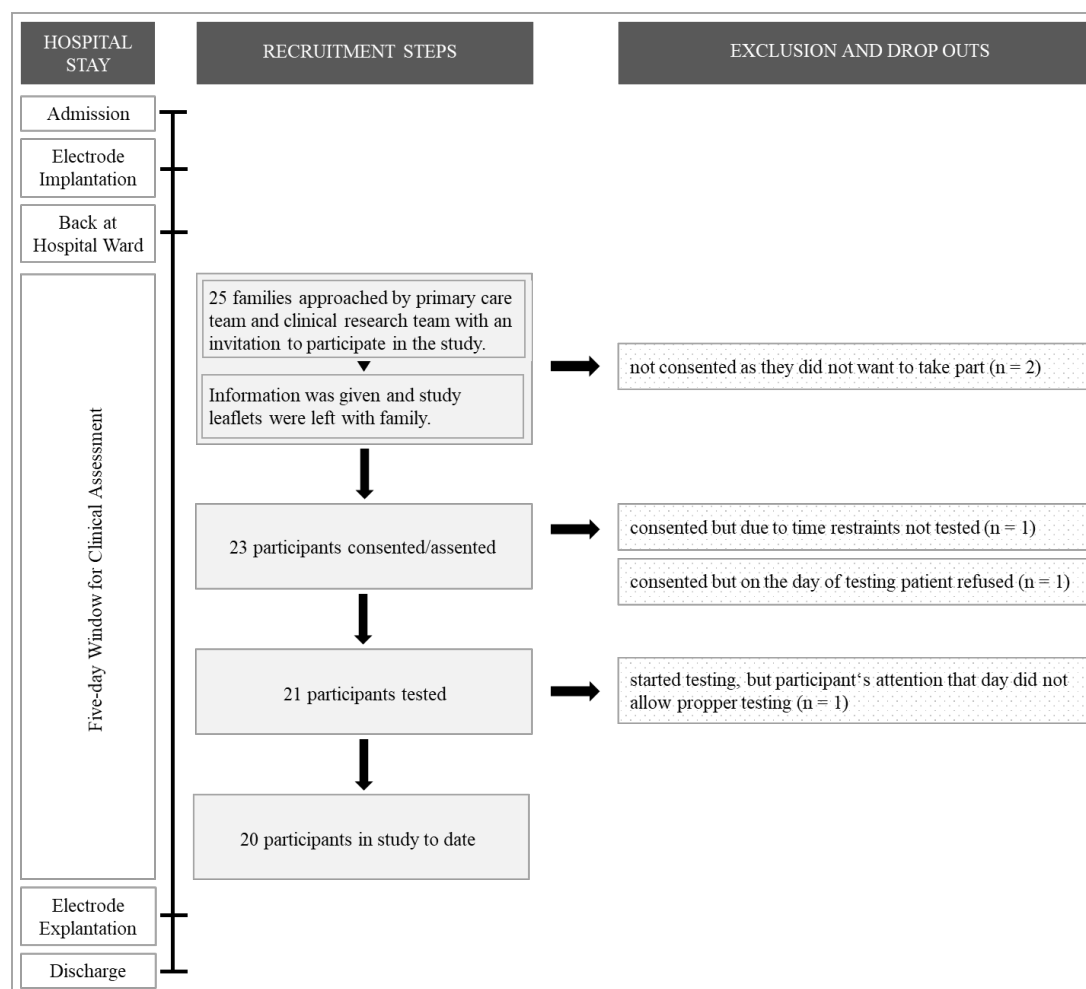 HOSPITAL
STAY
RECRUITMENT STEPS
EXCLUSION AND DROP OUTS
Admission
Electrode
Implantation
Back at
Hospital Ward
Five-day Window for Clinical Assessment
25 families approached by primary care
team and clinical research team with an
invitation to participate in the study.
Information was given and study
leaflets were left with family.
not consented as they did not want to take part (n = 2)
23 participants consented/assented
consented but due to time restraints not tested (n = 1)
consented but on the day of testing patient refused (n = 1)
21 participants tested
started testing, but participant‘s attention that day did not
allow propper testing (n = 1)
20 participants in study to date
Electrode
Explantation
Discharge